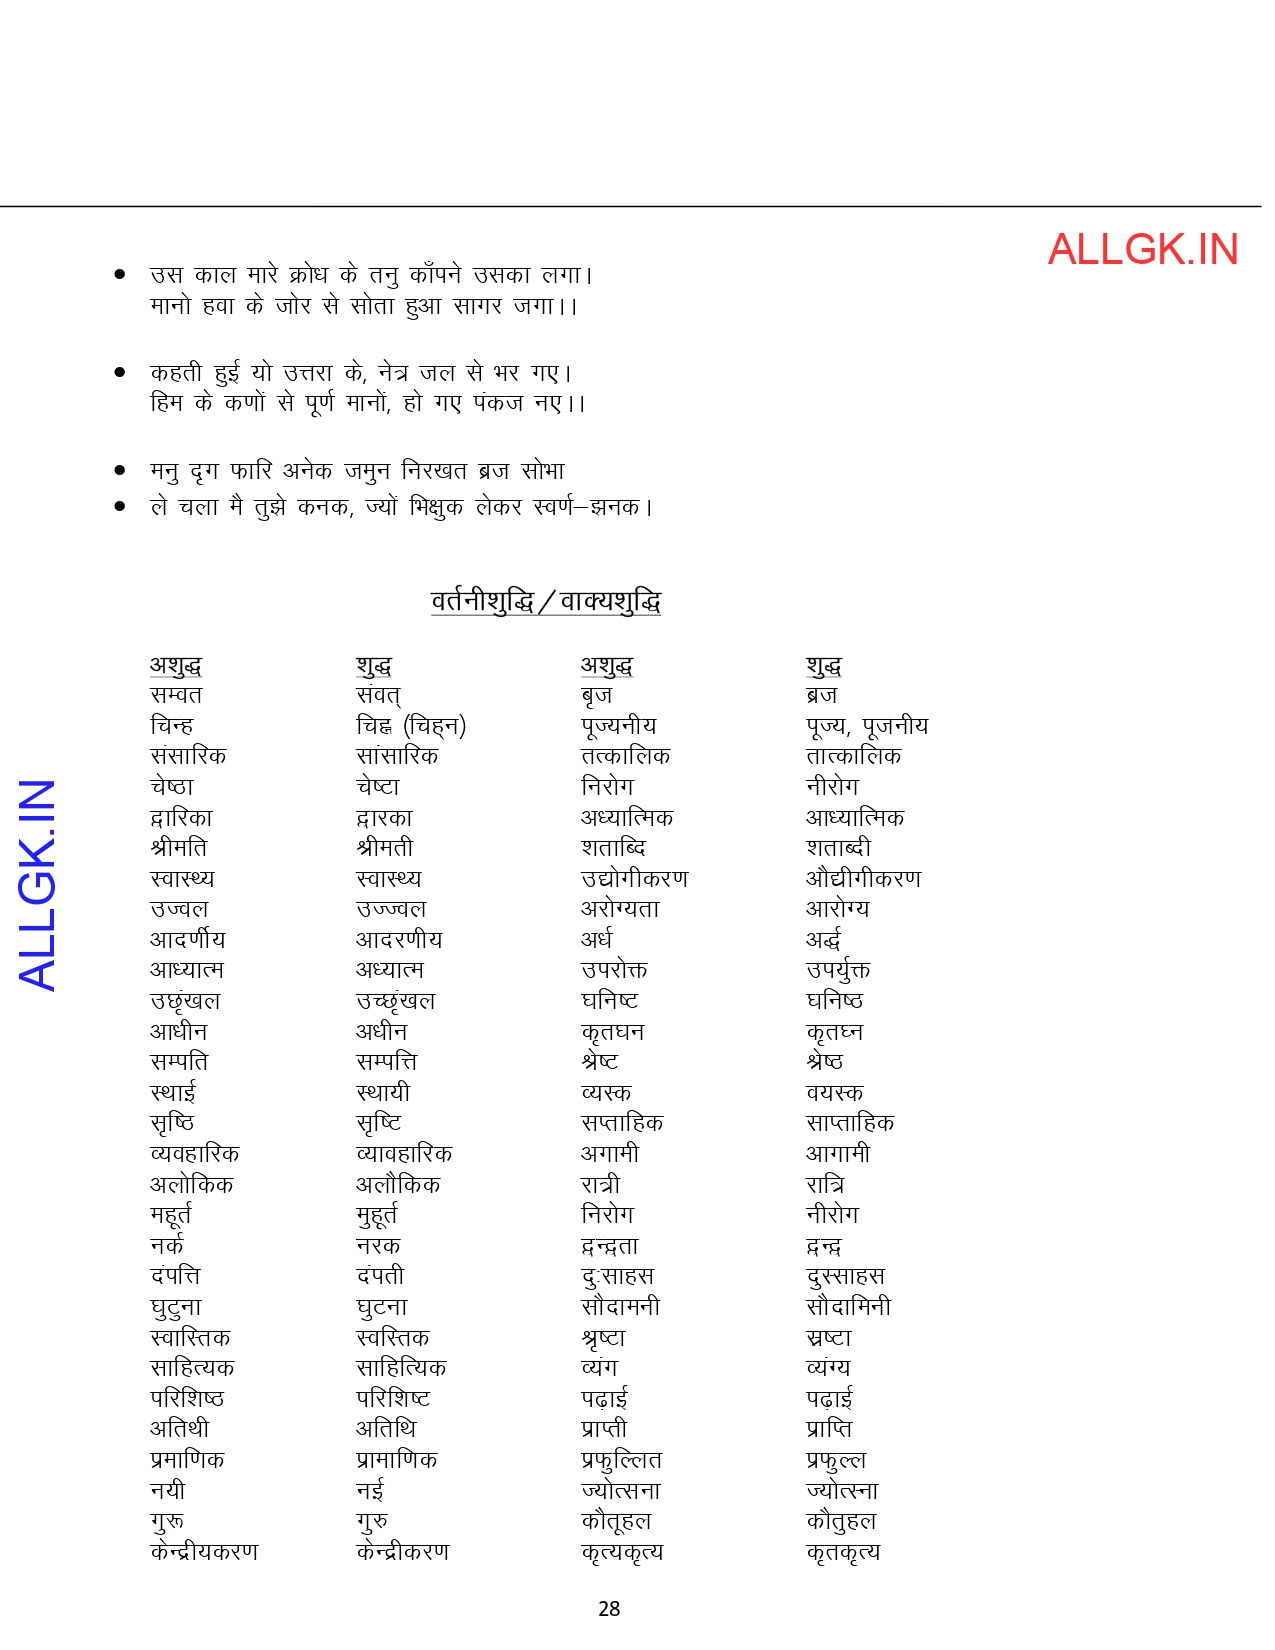 ALLGK.IN
• उस काल मारे क्रोध के तनु काँपने उसका लगा।
मानो हवा के जोर से सोता हुआ सागर जगा।।
• कहती हुई यो उत्तरा के, नेत्र जल से भर गए।
हिम के कणों से पूर्ण मानों, हो गए पंकज नए।।
• मनु दृग फारि अनेक जमुन निरखत ब्रज सोभा
• ले चला मै तुझे कनक, ज्यों भिक्षुक लेकर स्वर्ण–झनक।
वर्तनीशुद्धि/वाक्यशुद्धि
अशुद्ध शुद्ध अशुद्ध शुद्ध
सम्वत संवत् बृज ब्रज
चिन्ह चिह्न (चिह्‌न) पूज्यनीय पूज्य, पूजनीय
संसारिक सांसारिक तत्कालिक तात्कालिक
चेष्ठा चेष्टा निरोग नीरोग
द्वारिका द्वारका अध्यात्मिक आध्यात्मिक
श्रीमति श्रीमती शताब्दि शताब्दी
स्वास्थ्य स्वास्थ्य उद्योगीकरण औद्यीगीकरण
उज्वल उज्ज्वल अरोग्यता आरोग्य
आदर्णीय आदरणीय अर्ध अर्द्ध
आध्यात्म अध्यात्म उपरोक्त उपर्युक्त
उछृंखल उच्छृंखल घनिष्ट घनिष्ठ
आधीन अधीन कृतघन कृतघ्न
सम्पति सम्पत्ति श्रेष्ट श्रेष्ठ
स्थाई स्थायी व्यस्क वयस्क
सृष्ठि सृष्टि सप्ताहिक साप्ताहिक
व्यवहारिक व्यावहारिक अगामी आगामी
अलोकिक अलौकिक रात्री रात्रि
महूर्त मुहूर्त निरोग नीरोग
नर्क नरक द्वन्द्वता द्वन्द्व
दंपत्ति दंपती दुःसाहस दुस्साहस
घुटुना घुटना सौदामनी सौदामिनी
स्वास्तिक स्वस्तिक श्रृष्टा स्रष्टा
साहित्यक साहित्यिक व्यंग व्यंग्य
परिशिष्ठ परिशिष्ट पढ़ाई पढ़ाई
अतिथी अतिथि प्राप्ती प्राप्ति
प्रमाणिक प्रामाणिक प्रफुल्लित प्रफुल्ल
नयी नई ज्योत्सना ज्योत्स्ना
गुरू गुरु कौतूहल कौतुहल
केन्द्रीयकरण केन्द्रीकरण कृत्यकृत्य कृतकृत्य
ALLGK.IN
28